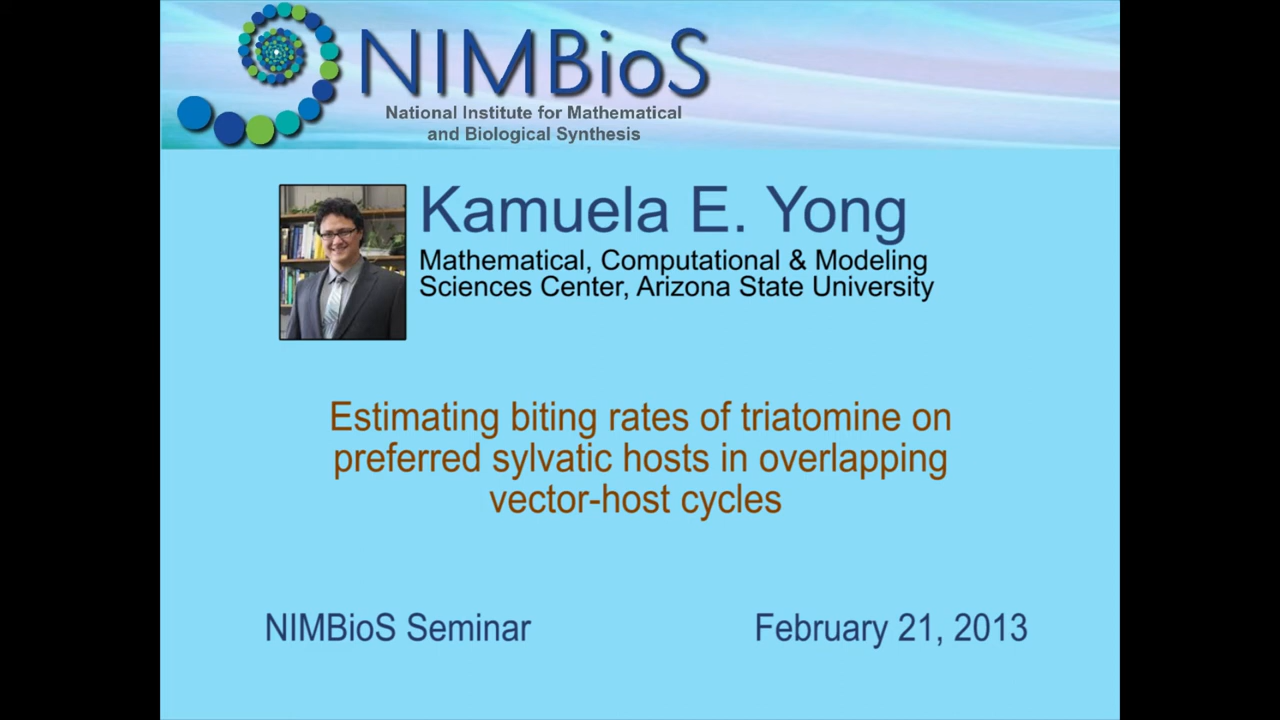 NIMBioS
National Institute for Mathematical
and Biological Synthesis
Kamuela E. Yong
Mathematical, Computational & Modeling
Sciences Center, Arizona State University
Estimating biting rates of triatomine on
preferred sylvatic hosts in overlapping
vector-host cycles
NIMBioS Seminar
February 21, 2013